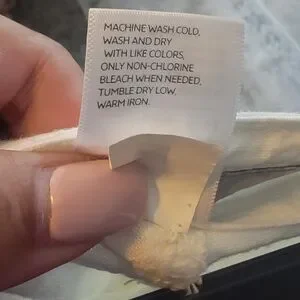 MACHINE WASH COLD,
WASH AND DRY
WITH LIKE COLORS,
ONLY NON-CHLORINE
BLEACH WHEN NEEDED,
TUMBLE DRY LOW,
WARM IRON.